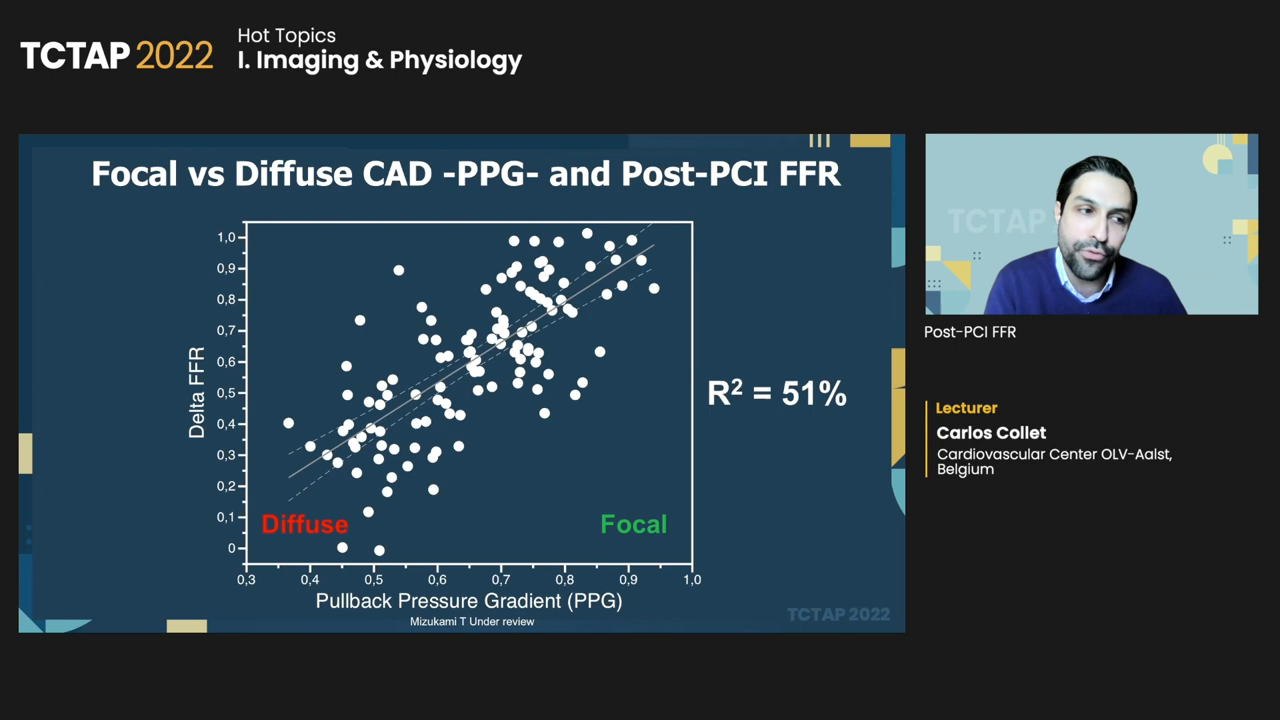 TCTAP 2022
Hot Topics
I. Imaging & Physiology
Focal vs Diffuse CAD -PPG- and Post-PCI FFR
1,0
0,9
0,8
0,7
0,6
0,5
0,4
0,3
0,2
0,1
0
Delta FFR
R² = 51%
Diffuse
Focal
0,3
0,4
0,5
0,6
0,7
0,8
0,9
1,0
Pullback Pressure Gradient (PPG)
Mizukami T Under review
TCTAP 2022
TCTAP
Post-PCI FFR
Lecturer
Carlos Collet
Cardiovascular Center OLV-Aalst,
Belgium